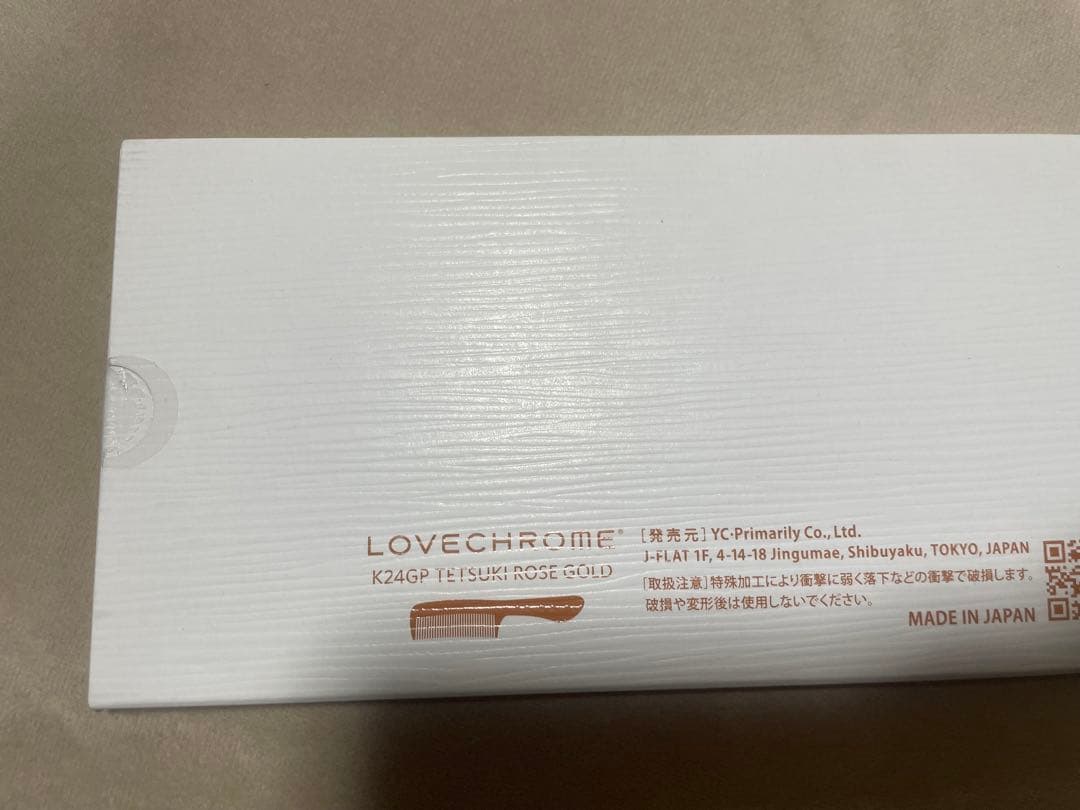 LOVECHROME®
K24GP TETSUKI ROSE GOLD
[発売元] YC・Primarily Co., Ltd.
J-FLAT 1F, 4-14-18 Jingumae, Shibuyaku, TOKYO, JAPAN
[取扱注意]特殊加工により衝撃に弱く落下などの衝撃で破損します。
破損や変形後は使用しないでください。
MADE IN JAPAN